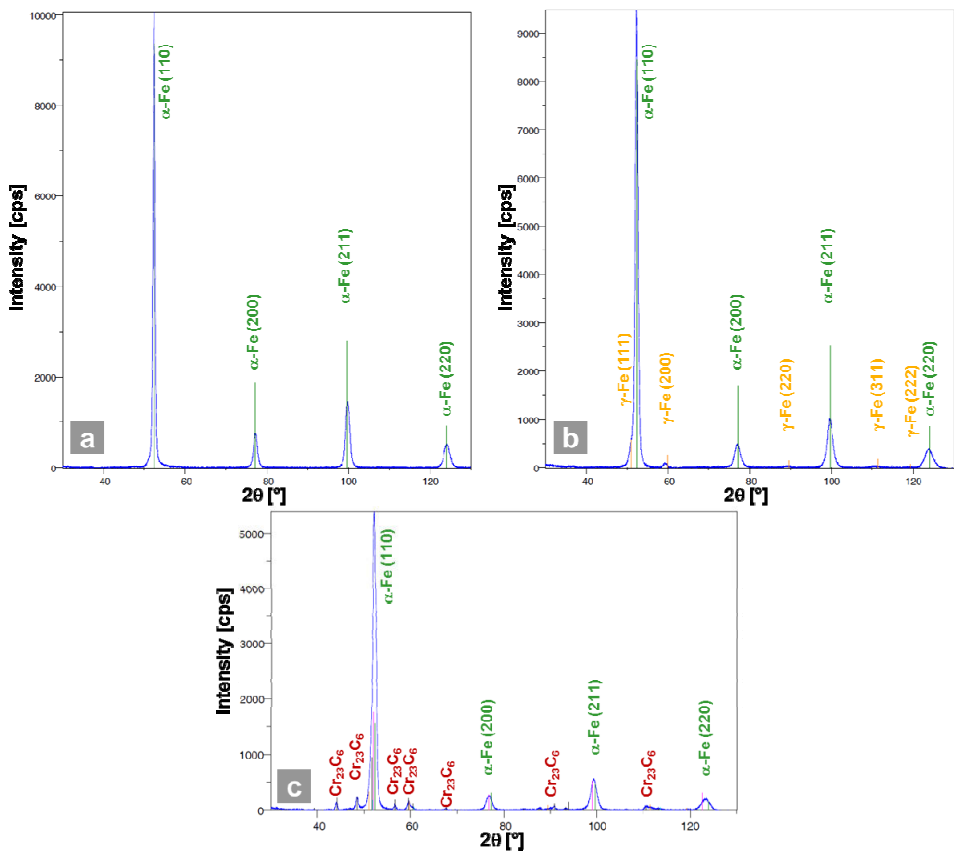 Intensity [cps]
10000
8000
6000
4000
2000
0
α-Fe (110)
α-Fe (200)
α-Fe (211)
α-Fe (220)
a
40
60
80
100
120
2θ [°]
Intensity [cps]
9000
8000
7000
6000
5000
4000
3000
2000
1000
0
γ-Fe (111)
α-Fe (110)
γ-Fe (200)
α-Fe (200)
γ-Fe (220)
α-Fe (211)
γ-Fe (311)
γ-Fe (222)
α-Fe (220)
b
40
60
80
100
120
2θ [°]
Intensity [cps]
5000
4000
3000
2000
1000
0
Cr₂₃C₆
Cr₂₃C₆
α-Fe (110)
Cr₂₃C₆
Cr₂₃C₆
Cr₂₃C₆
α-Fe (200)
Cr₂₃C₆
α-Fe (211)
Cr₂₃C₆
α-Fe (220)
c
40
60
80
100
120
2θ [°]